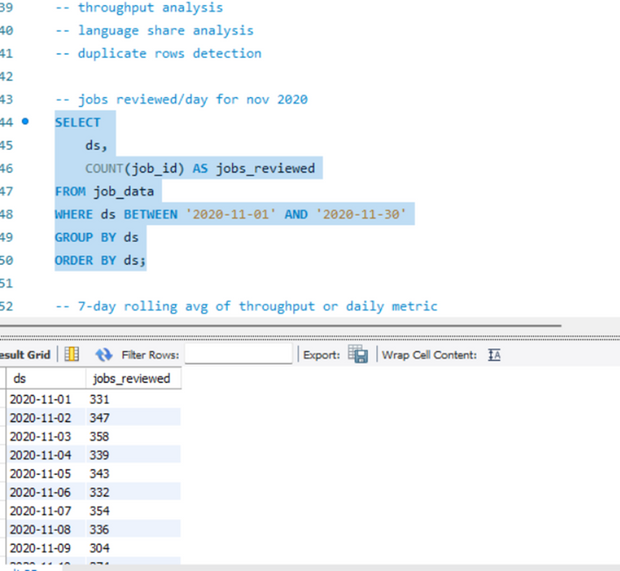 39 -- throughput analysis
40 -- language share analysis
41 -- duplicate rows detection
42
43 -- jobs reviewed/day for nov 2020
44 SELECT
45 ds,
46 COUNT(job_id) AS jobs_reviewed
47 FROM job_data
48 WHERE ds BETWEEN '2020-11-01' AND '2020-11-30'
49 GROUP BY ds
50 ORDER BY ds;
51
52 -- 7-day rolling avg of throughput or daily metric
esult Grid Filter Rows: Export: Wrap Cell Content:
ds jobs_reviewed
2020-11-01 331
2020-11-02 347
2020-11-03 358
2020-11-04 339
2020-11-05 343
2020-11-06 332
2020-11-07 354
2020-11-08 336
2020-11-09 304